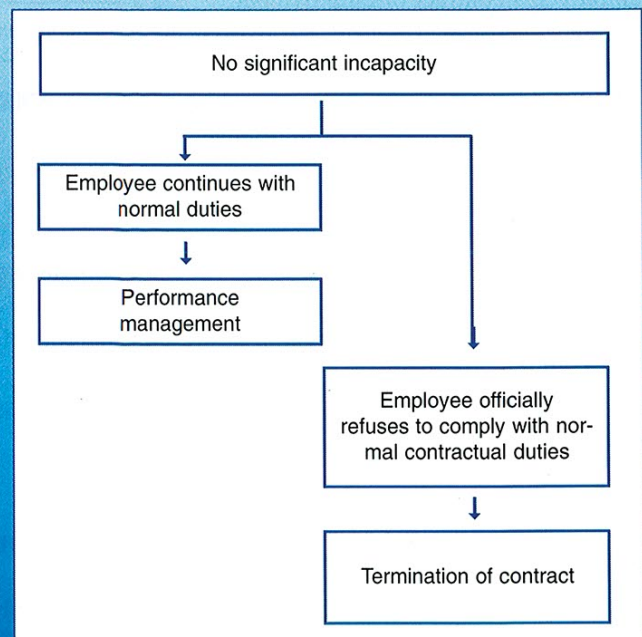 No significant incapacity
Employee continues with
normal duties
Performance
management
Employee officially
refuses to comply with nor-
mal contractual duties
Termination of contract